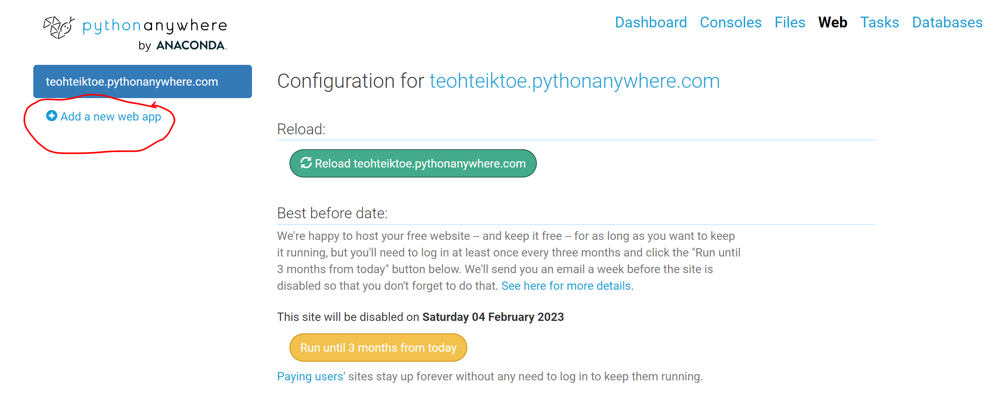 pythonanywhere
by ANACONDA.
Dashboard Consoles Files Web Tasks Databases
teohteiktoe.pythonanywhere.com
Add a new web app
Configuration for teohteiktoe.pythonanywhere.com
Reload:
Reload teohteiktoe.pythonanywhere.com
Best before date:
We're happy to host your free website -- and keep it free -- for as long as you want to keep
it running, but you'll need to log in at least once every three months and click the "Run until
3 months from today" button below. We'll send you an email a week before the site is
disabled so that you don't forget to do that. See here for more details.
This site will be disabled on Saturday 04 February 2023
Run until 3 months from today
Paying users' sites stay up forever without any need to log in to keep them running.